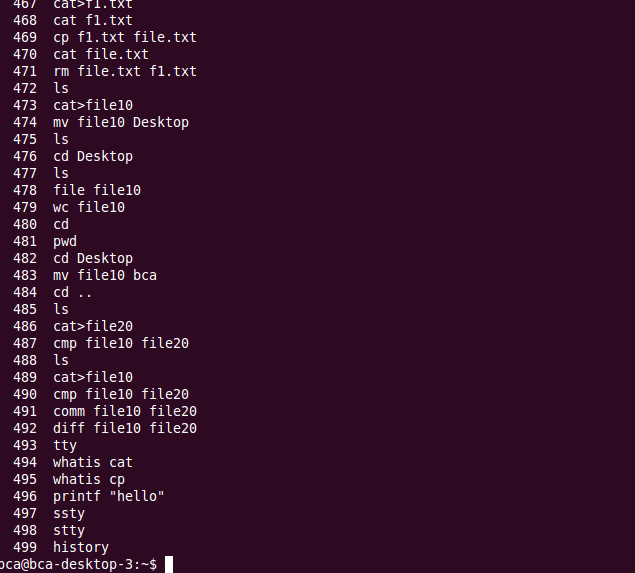 467 cat>f1.txt
468 cat f1.txt
469 cp f1.txt file.txt
470 cat file.txt
471 rm file.txt f1.txt
472 ls
473 cat>file10
474 mv file10 Desktop
475 ls
476 cd Desktop
477 ls
478 file file10
479 wc file10
480 cd
481 pwd
482 cd Desktop
483 mv file10 bca
484 cd ..
485 ls
486 cat>file20
487 cmp file10 file20
488 ls
489 cat>file10
490 cmp file10 file20
491 comm file10 file20
492 diff file10 file20
493 tty
494 whatis cat
495 whatis cp
496 printf "hello"
497 ssty
498 stty
499 history
bca@bca-desktop-3:~$